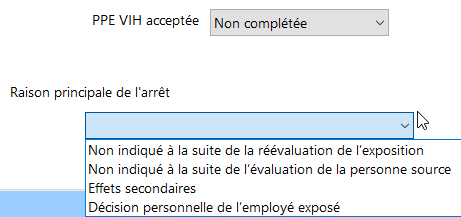 PPE VIH acceptée Non complétée
Raison principale de l'arrêt
Non indiqué à la suite de la réévaluation de l'exposition
Non indiqué à la suite de l'évaluation de la personne source
Effets secondaires
Décision personnelle de l'employé exposé